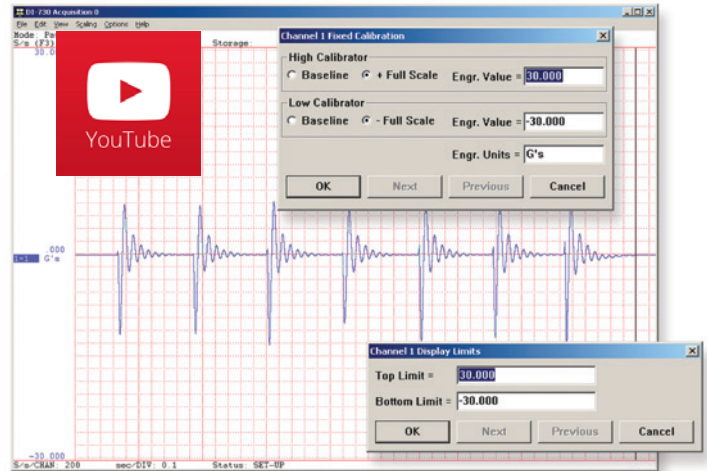 DI-730 Acquisition 0
File Edit View Scaling Options Help
Mode: Pa
Storage:
S/s (F3)
30.0
YouTube
Channel 1 Fixed Calibration
High Calibrator
Baseline + Full Scale Engr. Value = 30.000
Low Calibrator
Baseline - Full Scale Engr. Value = -30.000
Engr. Units = G's
OK Next Previous Cancel
.000
1-1 G's
Channel 1 Display Limits
Top Limit = 30.000
Bottom Limit = -30.000
OK Next Previous Cancel
-30.000
S/s/CHAN: 200 sec/DIV: 0.1 Status: SET-UP